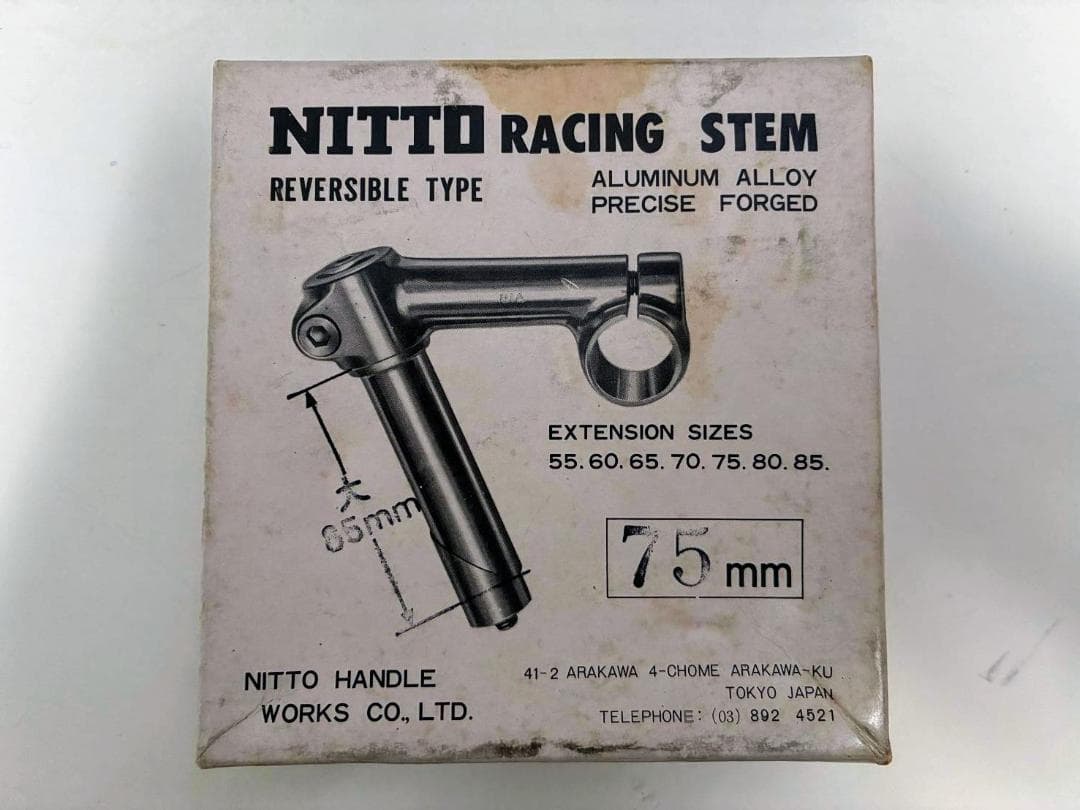 NITTO RACING STEM
REVERSIBLE TYPE
ALUMINUM ALLOY
PRECISE FORGED
EXTENSION SIZES
55.60.65.70.75.80.85.
大
65mm
75 mm
NITTO HANDLE
WORKS CO., LTD.
41-2 ARAKAWA 4-CHOME ARAKAWA-KU
TOKYO JAPAN
TELEPHONE: (03) 892 4521